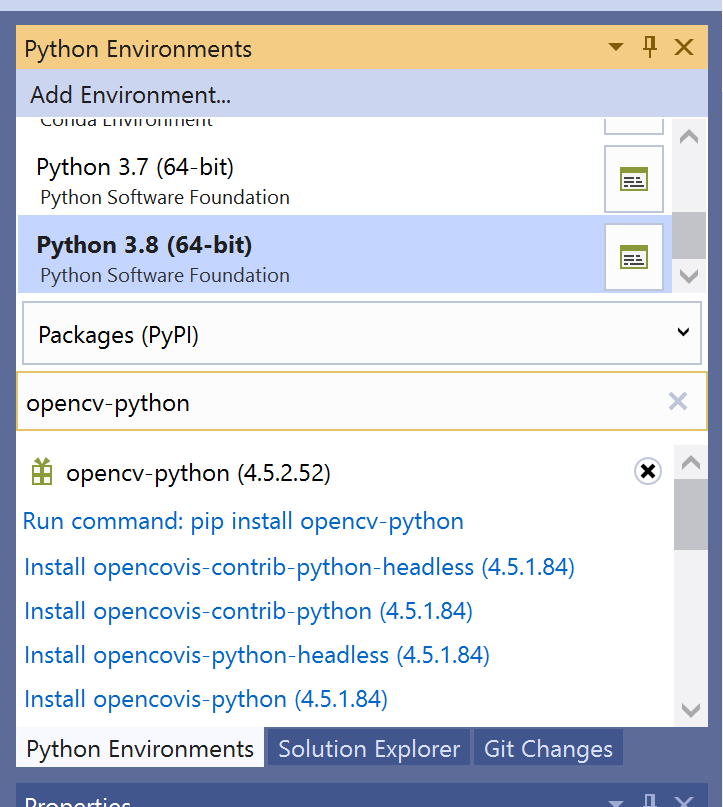 Python Environments
Add Environment...
Conda Environment
Python 3.7 (64-bit)
Python Software Foundation
Python 3.8 (64-bit)
Python Software Foundation
Packages (PyPI)
opencv-python
opencv-python (4.5.2.52)
Run command: pip install opencv-python
Install opencovis-contrib-python-headless (4.5.1.84)
Install opencovis-contrib-python (4.5.1.84)
Install opencovis-python-headless (4.5.1.84)
Install opencovis-python (4.5.1.84)
Python Environments Solution Explorer Git Changes
Properties